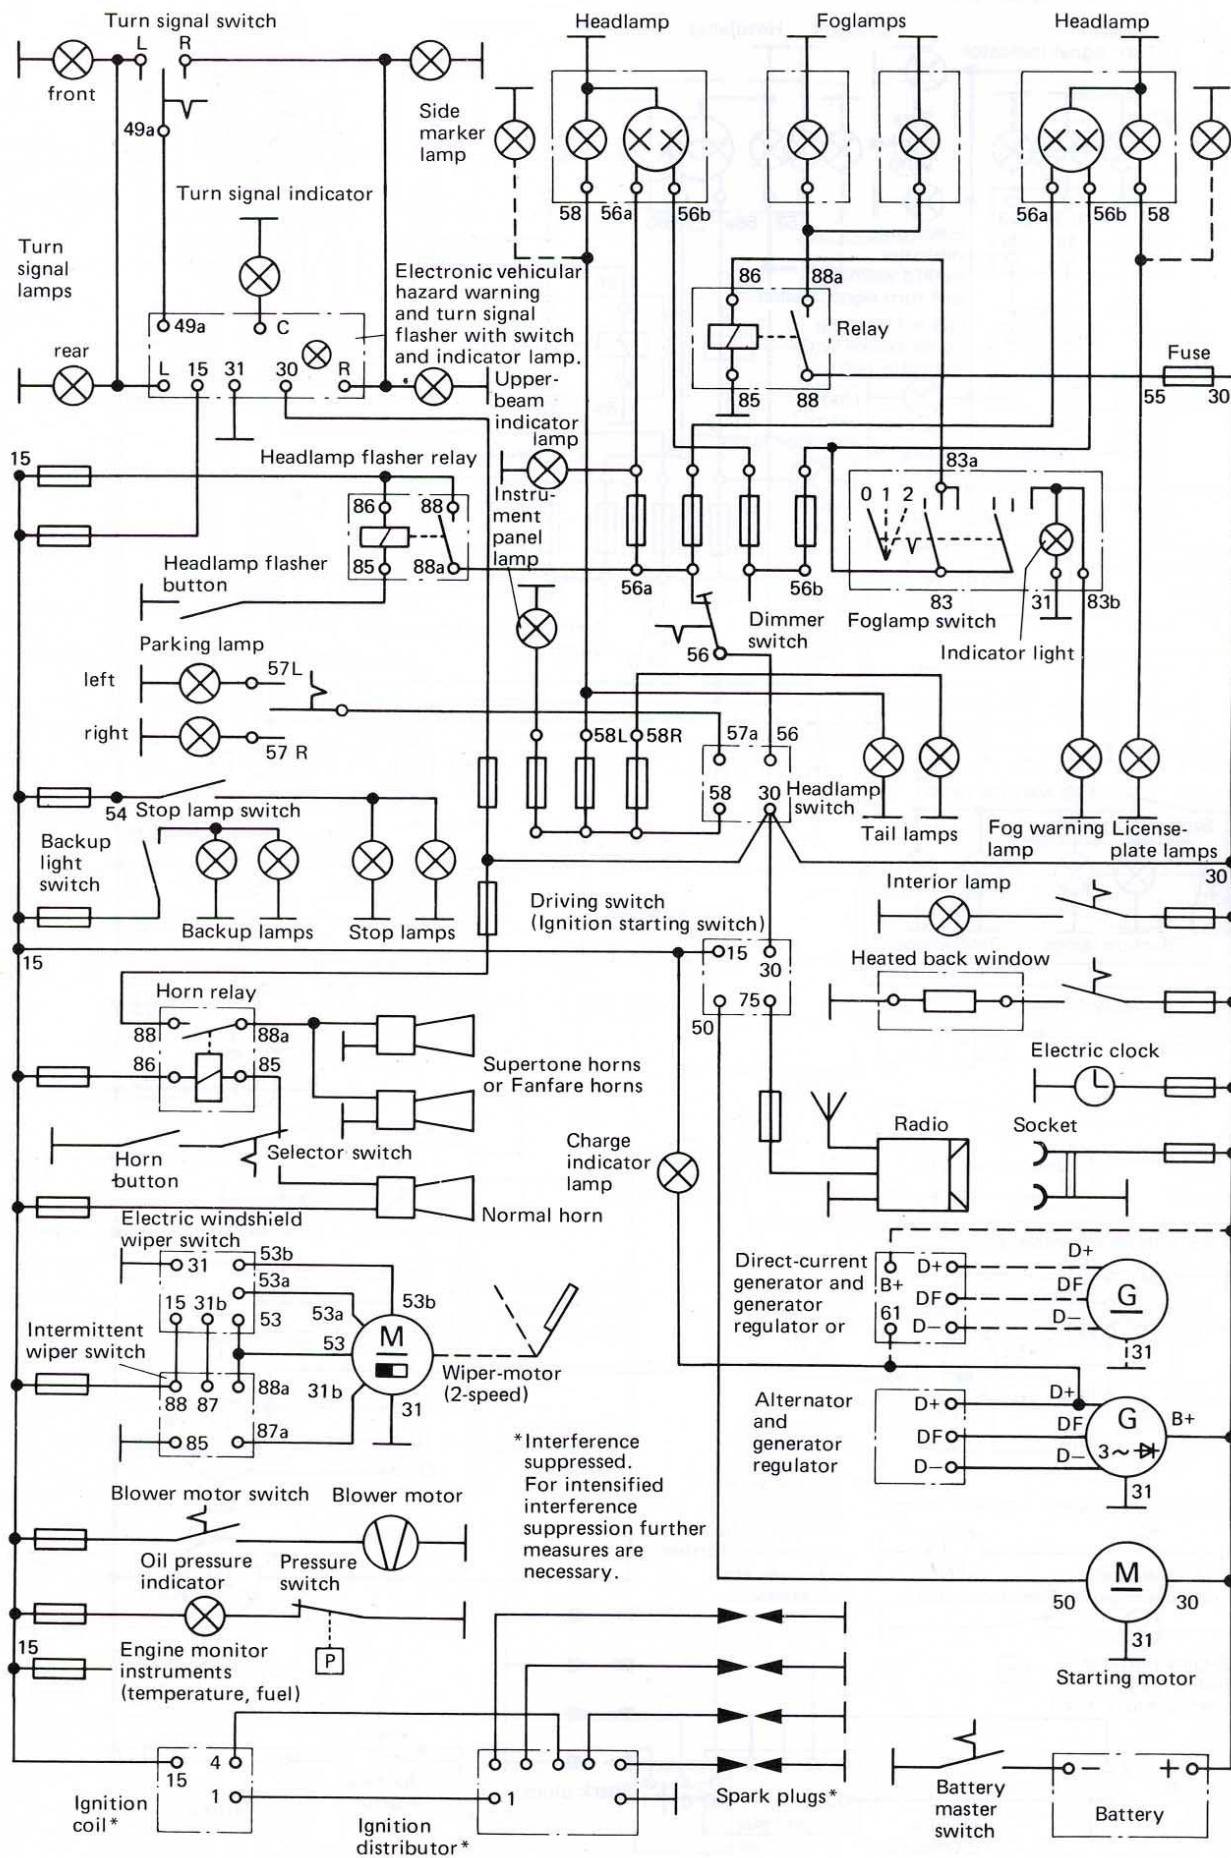 Turn signal switch
Headlamp
Foglamps
Headlamp
L
R
front
49a
Side
marker
lamp
58
56a
56b
56a
56b
58
Turn signal indicator
Turn
signal
lamps
Electronic vehicular
hazard warning
and turn signal
flasher with switch
and indicator lamp.
49a
C
rear
L
15
31
30
R
86
88a
Relay
85
88
Fuse
55
30
Upper-
beam
indicator
lamp
15
Headlamp flasher relay
86
88
85
88a
Instru-
ment
panel
lamp
83a
0
1
2
Headlamp flasher
button
56a
56b
83
31
83b
Dimmer
switch
Foglamp switch
Indicator light
56
Parking lamp
left
57L
right
57 R
58L
58R
57a
56
58
30
Headlamp
switch
54
Stop lamp switch
Tail lamps
Fog warning
lamp
License-
plate lamps
30
Backup
light
switch
Backup lamps
Stop lamps
Driving switch
(Ignition starting switch)
Interior lamp
15
15
30
50
75
Heated back window
Horn relay
88
88a
86
85
Supertone horns
or Fanfare horns
Electric clock
Horn
button
Selector switch
Charge
indicator
lamp
Radio
Socket
Normal horn
Electric windshield
wiper switch
31
53b
53a
15
31b
53
53a
53b
53
M
31b
31
Wiper-motor
(2-speed)
Intermittent
wiper switch
88
87
88a
85
87a
Direct-current
generator and
generator
regulator or
B+
61
D+
DF
D−
D+
DF
D−
G
31
Alternator
and
generator
regulator
D+
DF
D−
D+
DF
D−
G
3~
B+
31
*Interference
suppressed.
For intensified
interference
suppression further
measures are
necessary.
Blower motor switch
Blower motor
Oil pressure
indicator
Pressure
switch
P
50
M
30
31
Starting motor
15
Engine monitor
instruments
(temperature, fuel)
15
4
1
Ignition
coil*
1
Ignition
distributor*
Spark plugs*
Battery
master
switch
−
+
Battery